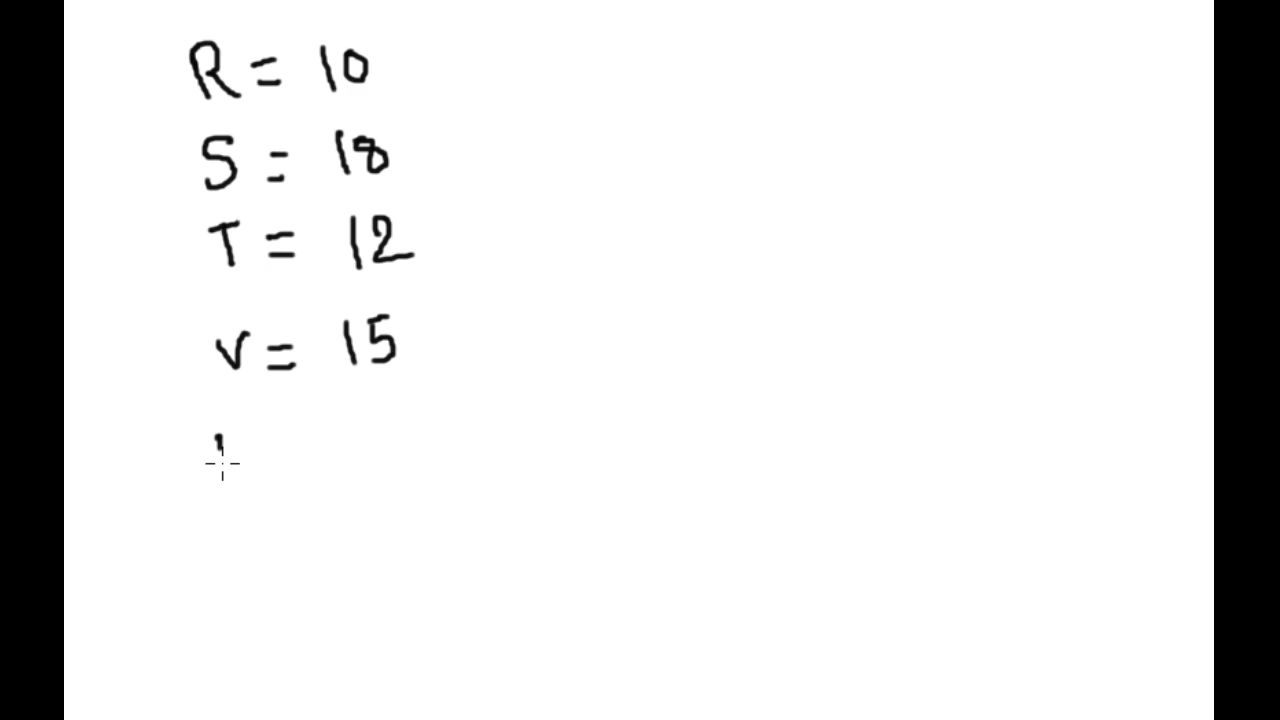 R = 10
S = 18
T = 12
V = 15